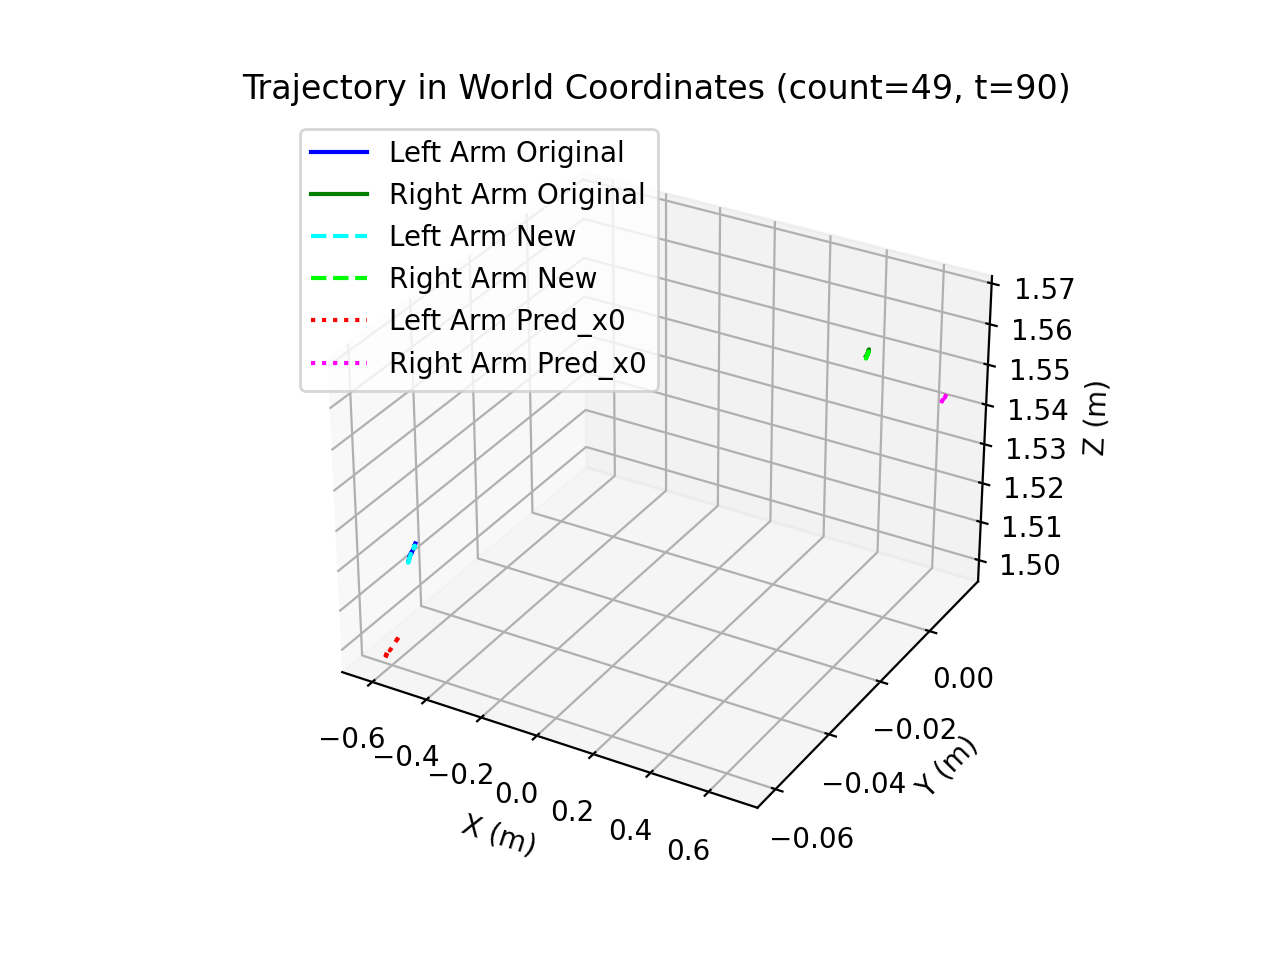 Trajectory in World Coordinates (count=49, t=90)
Left Arm Original
Right Arm Original
Left Arm New
Right Arm New
Left Arm Pred_x0
Right Arm Pred_x0
1.57
1.56
1.55
1.54
1.53
1.52
1.51
1.50
Z (m)
0.00
−0.02
−0.04
−0.06
Y (m)
−0.6
−0.4
−0.2
0.0
0.2
0.4
0.6
X (m)